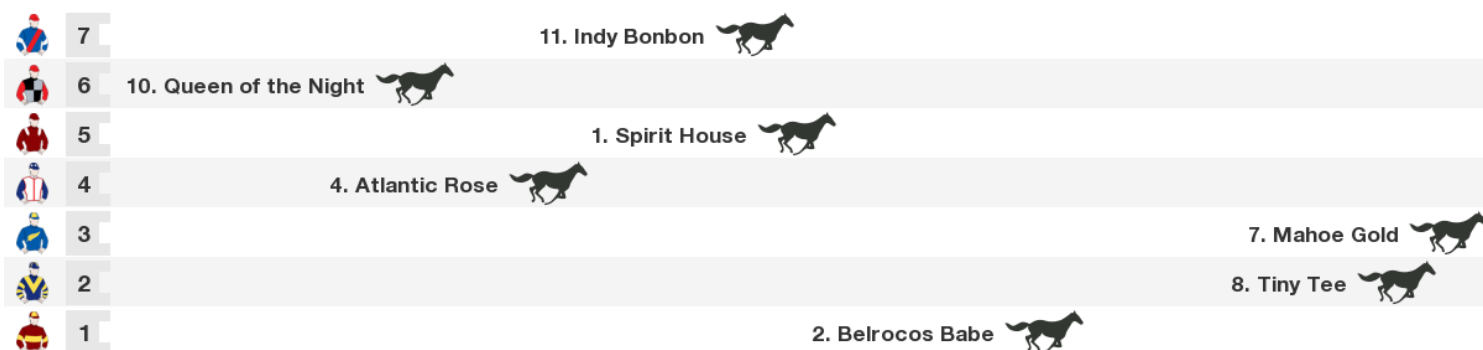 7 11. Indy Bonbon
6 10. Queen of the Night
5 1. Spirit House
4 4. Atlantic Rose
3 7. Mahoe Gold
2 8. Tiny Tee
1 2. Belrocos Babe